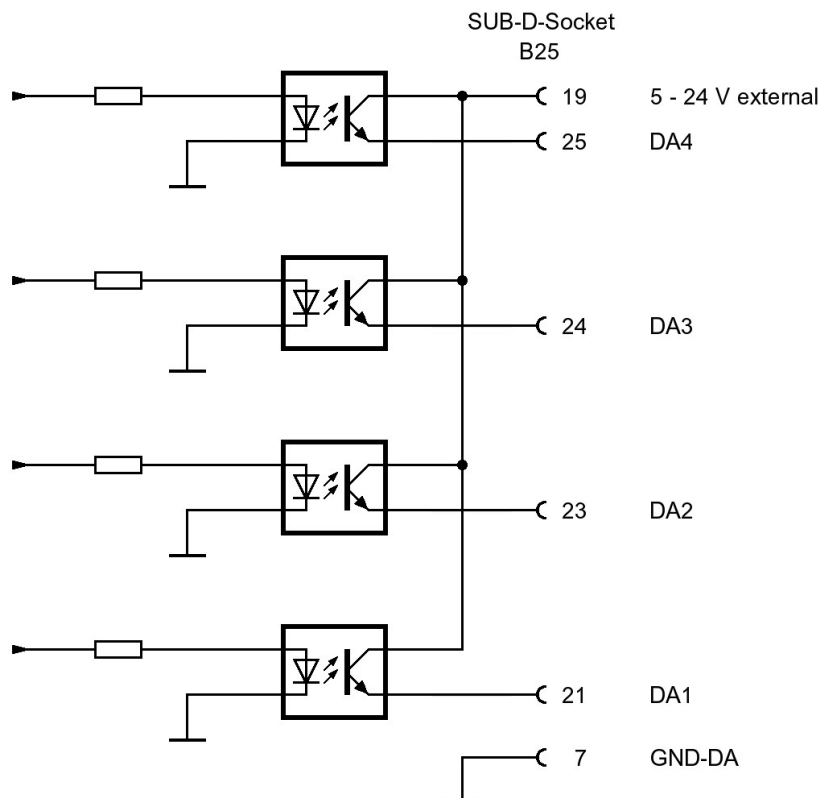 SUB-D-Socket
B25
19 5 - 24 V external
25 DA4
24 DA3
23 DA2
21 DA1
7 GND-DA